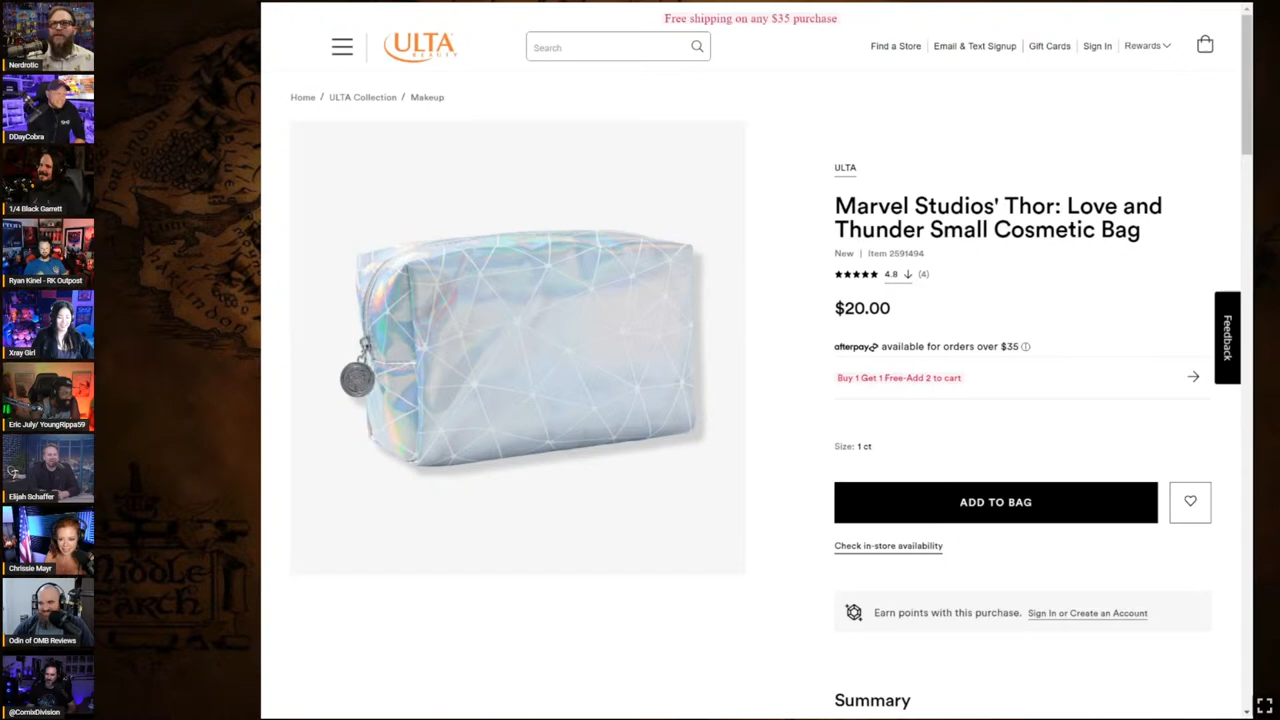 Nerdrotic
DDayCobra
1/4 Black Garrett
Ryan Kinel - RK Outpost
Xray Girl
Eric July/ YoungRippa59
Elijah Schaffer
Chrissie Mayr
Odin of OMB Reviews
@ComixDivision
Free shipping on any $35 purchase
ULTA
BEAUTY
Search
Find a Store
Email & Text Signup
Gift Cards
Sign In
Rewards
Home / ULTA Collection / Makeup
ULTA
Marvel Studios' Thor: Love and
Thunder Small Cosmetic Bag
New | Item 2591494
4.8 (4)
$20.00
afterpay available for orders over $35
Buy 1 Get 1 Free-Add 2 to cart
Size: 1 ct
ADD TO BAG
Check in-store availability
Earn points with this purchase. Sign In or Create an Account
Summary
Feedback
MIDDLE
EARTH